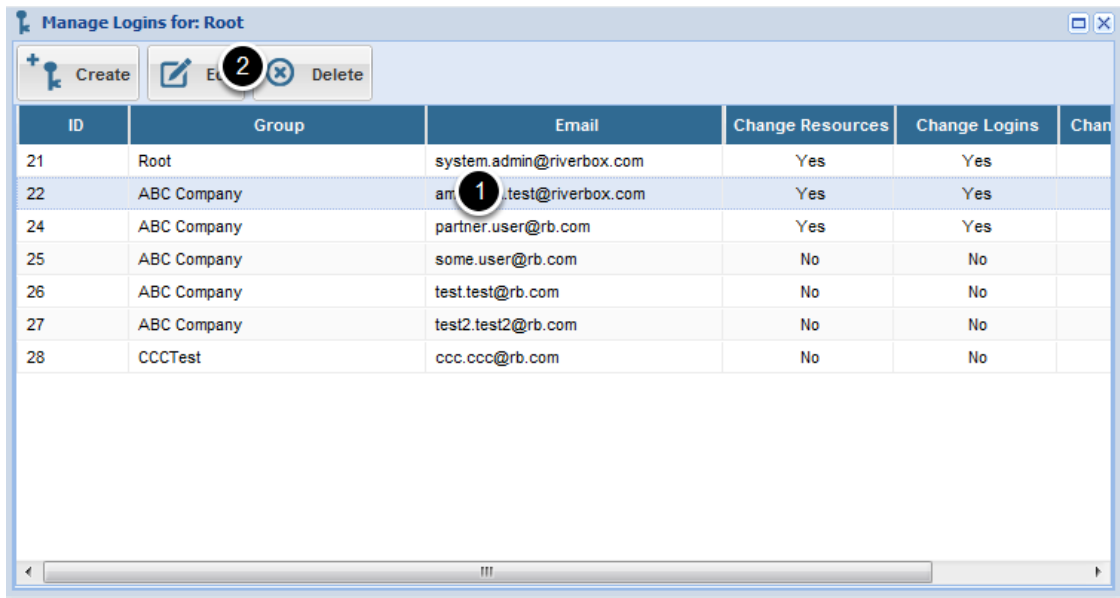 Manage Logins for: Root
+ Create 2 Delete
ID Group Email Change Resources Change Logins Chan
21 Root system.admin@riverbox.com Yes Yes
22 ABC Company 1 .test@riverbox.com Yes Yes
24 ABC Company partner.user@rb.com Yes Yes
25 ABC Company some.user@rb.com No No
26 ABC Company test.test@rb.com No No
27 ABC Company test2.test2@rb.com No No
28 CCCTest ccc.ccc@rb.com No No